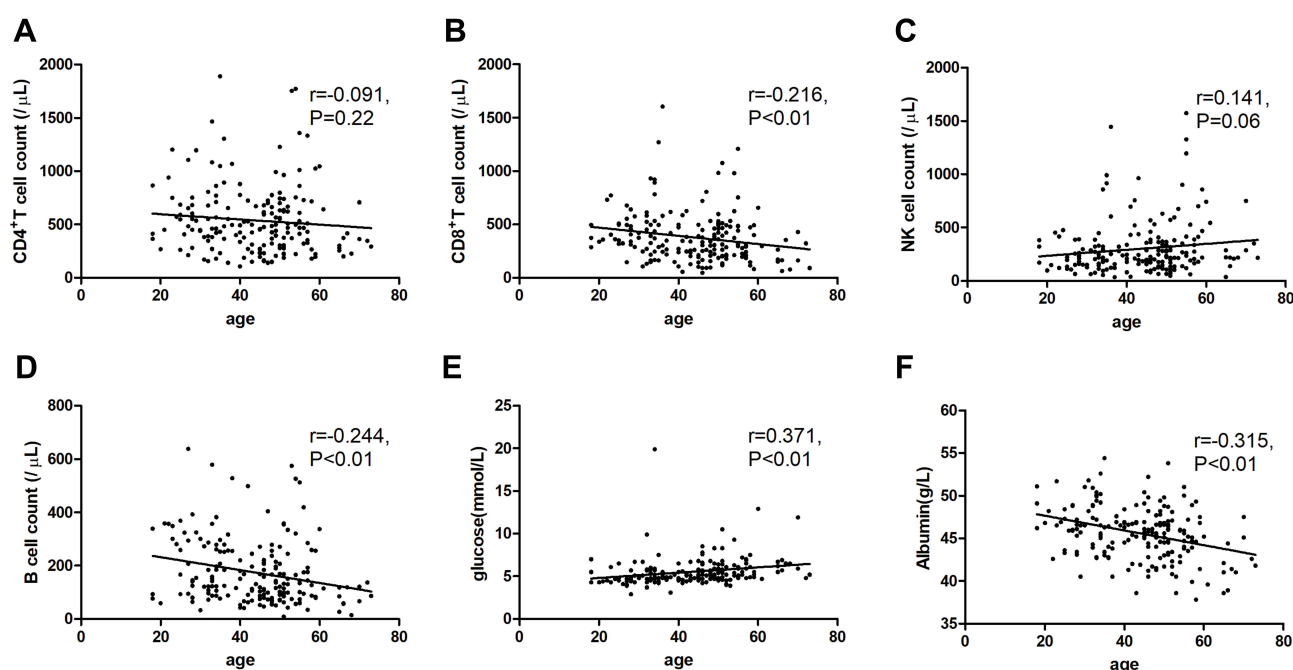 A
CD4+T cell count (/ μL)
2000
1500
1000
500
0
r=-0.091,
P=0.22
0 20 40 60 80
age
B
CD8+T cell count (/ μL)
2000
1500
1000
500
0
r=-0.216,
P<0.01
0 20 40 60 80
age
C
NK cell count (/ μL)
2000
1500
1000
500
0
r=0.141,
P=0.06
0 20 40 60 80
age
D
B cell count (/ μL)
800
600
400
200
0
r=-0.244,
P<0.01
0 20 40 60 80
age
E
glucose(mmol/L)
25
20
15
10
5
0
r=0.371,
P<0.01
0 20 40 60 80
age
F
Albumin(g/L)
60
55
50
45
40
35
r=-0.315,
P<0.01
0 20 40 60 80
age